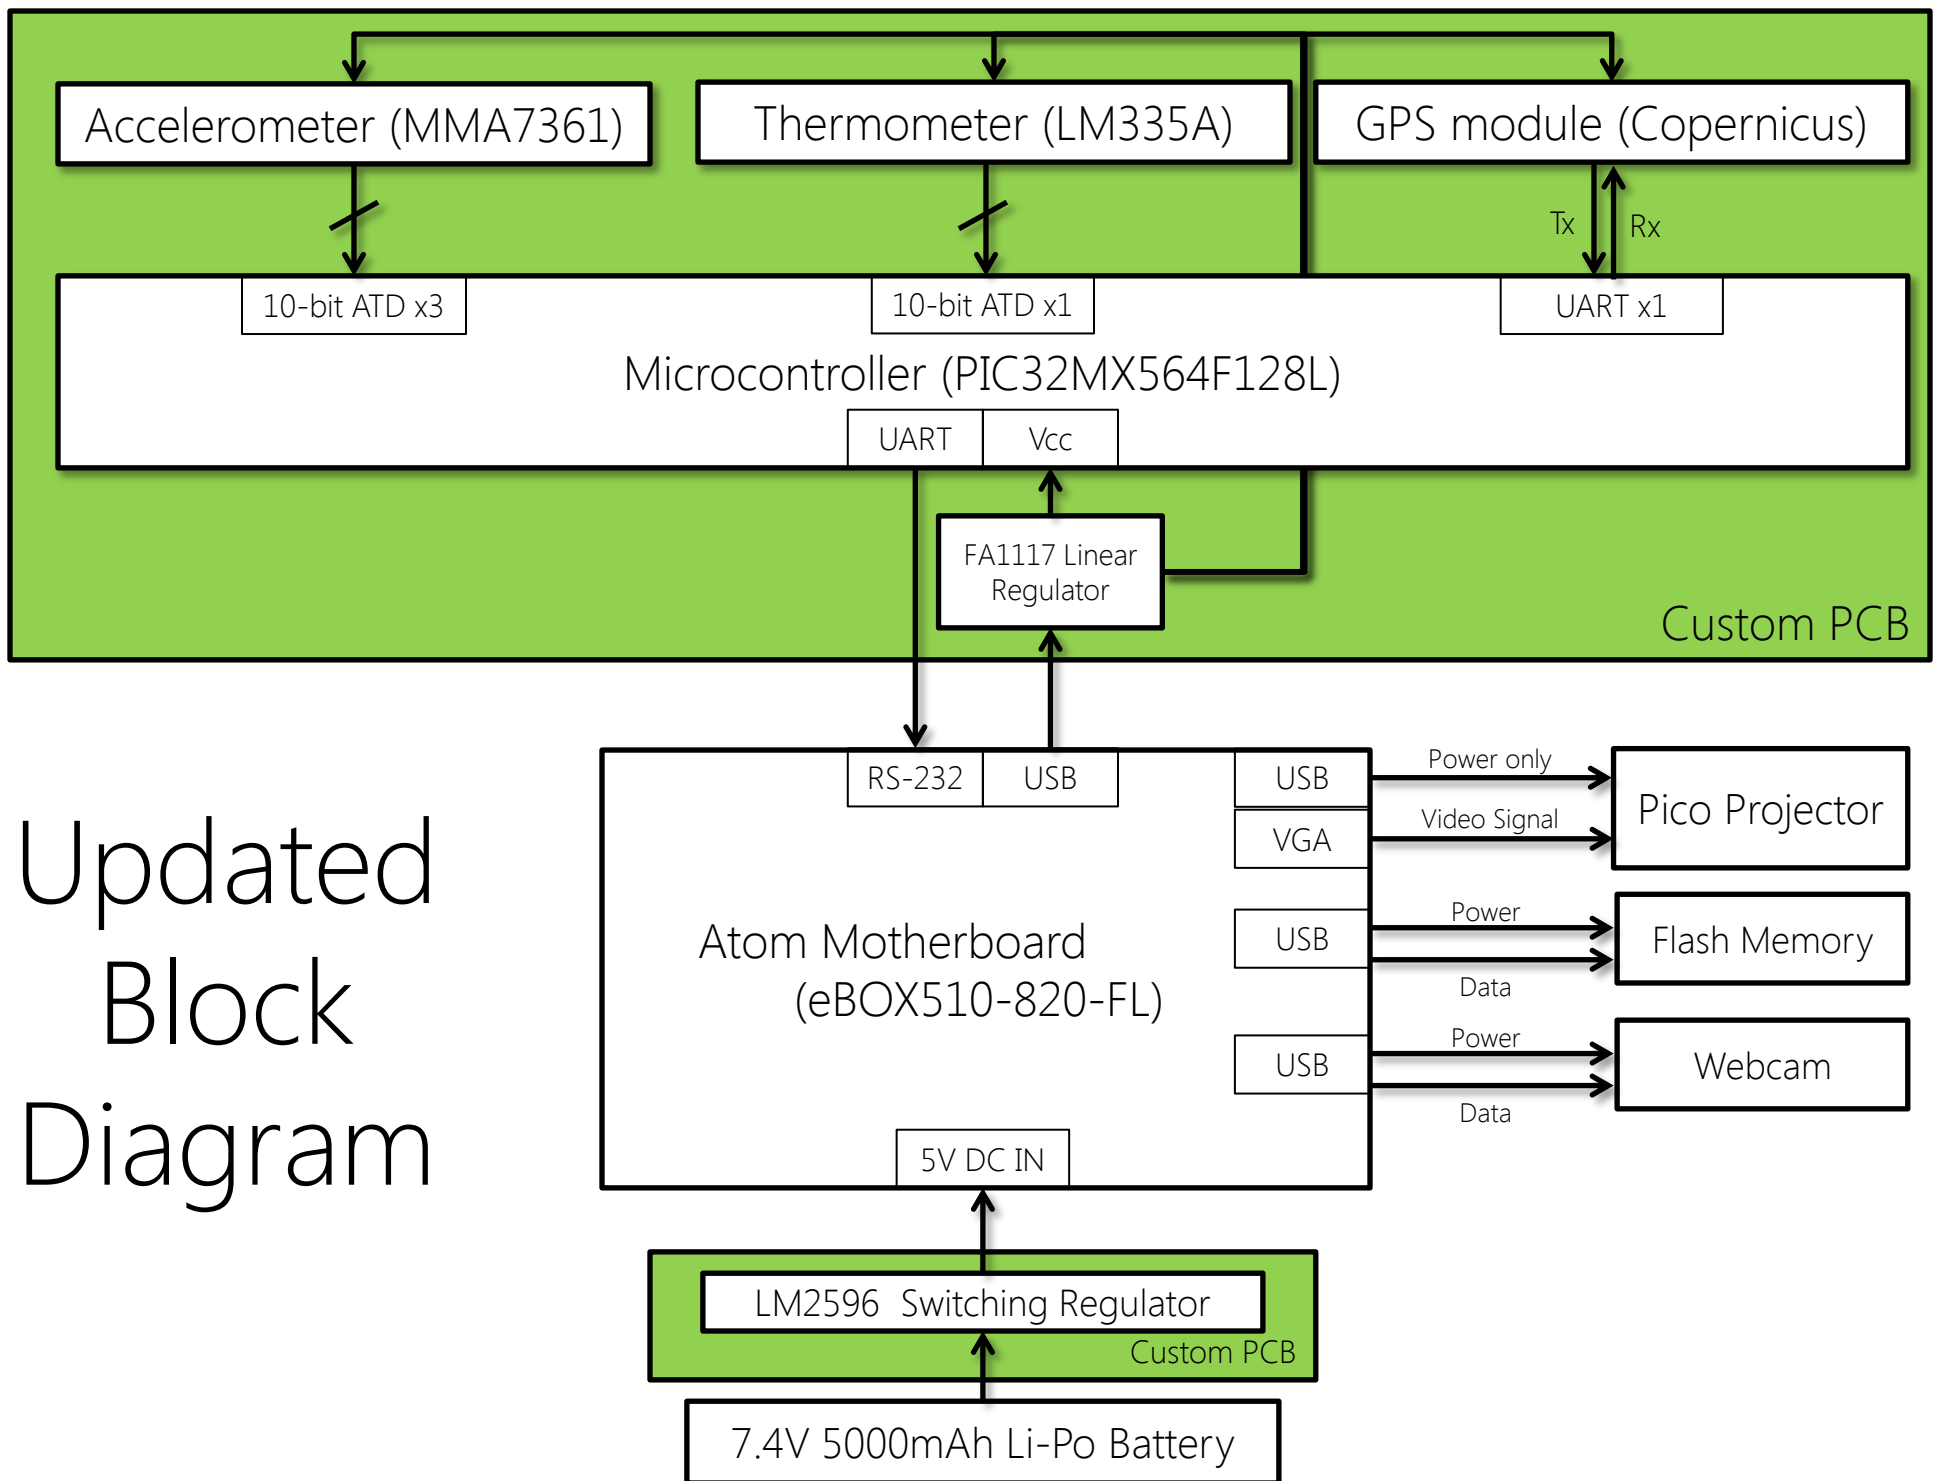 Accelerometer (MMA7361)
Thermometer (LM335A)
GPS module (Copernicus)
Tx
Rx
10-bit ATD x3
10-bit ATD x1
UART x1
Microcontroller (PIC32MX564F128L)
UART
Vcc
FA1117 Linear
Regulator
Custom PCB
RS-232
USB
USB
Power only
VGA
Video Signal
Pico Projector
Updated
Block
Diagram
Atom Motherboard
(eBOX510-820-FL)
USB
Power
Data
Flash Memory
USB
Power
Data
Webcam
5V DC IN
LM2596  Switching Regulator
Custom PCB
7.4V 5000mAh Li-Po Battery